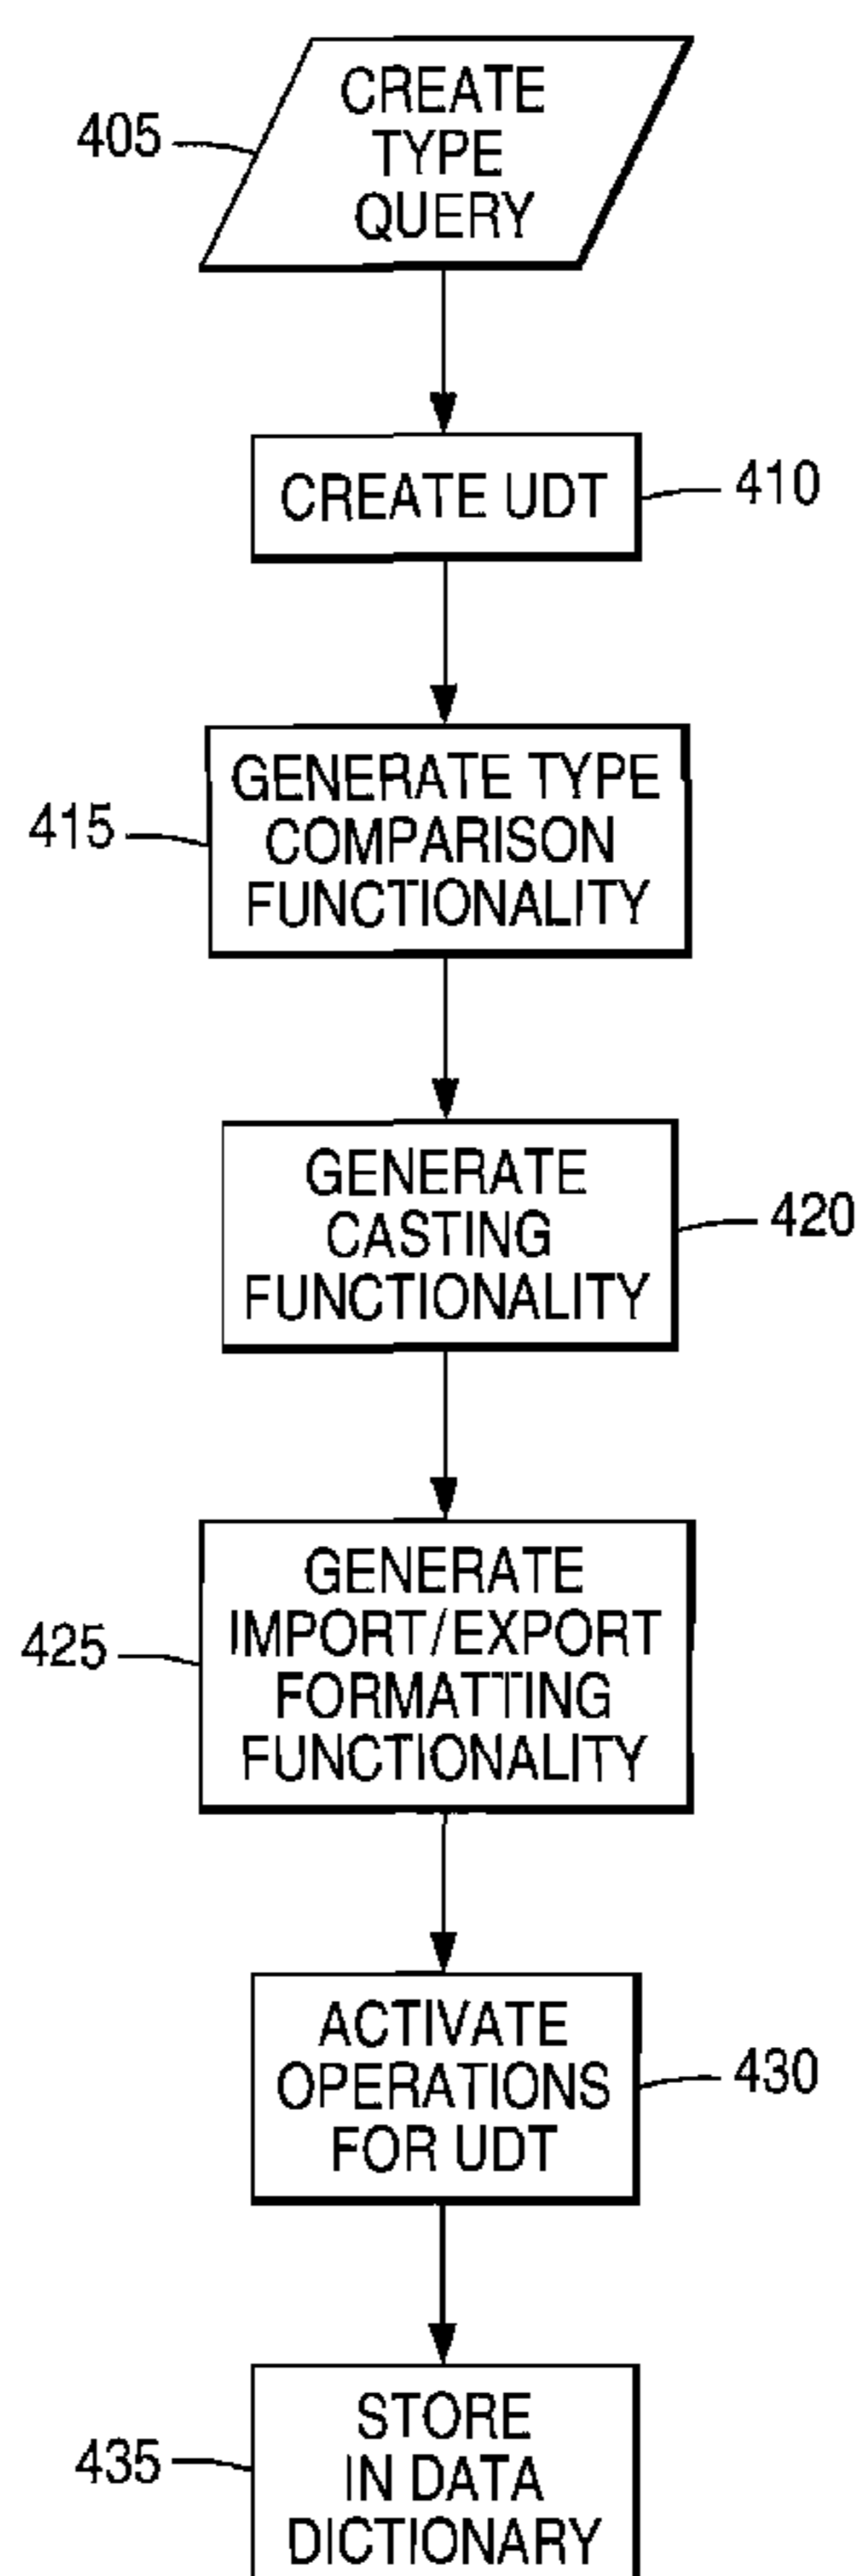 405
CREATE
TYPE
QUERY
CREATE UDT
410
415
GENERATE TYPE
COMPARISON
FUNCTIONALITY
GENERATE
CASTING
FUNCTIONALITY
420
425
GENERATE
IMPORT/EXPORT
FORMATTING
FUNCTIONALITY
ACTIVATE
OPERATIONS
FOR UDT
430
435
STORE
IN DATA
DICTIONARY